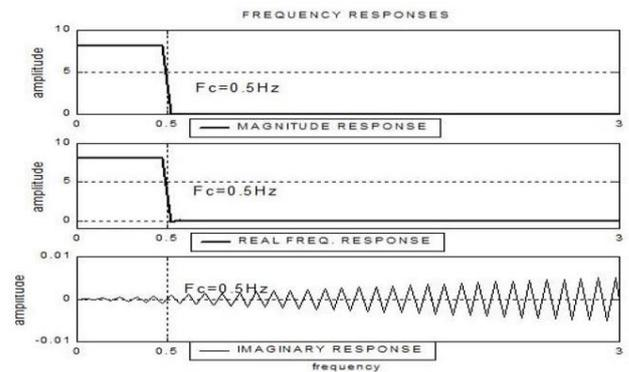 FREQUENCY RESPONSES
10
5
0
amplitude
Fc=0.5Hz
0
0.5
3
MAGNITUDE RESPONSE
10
5
0
amplitude
Fc=0.5Hz
0
0.5
3
REAL FREQ. RESPONSE
0.01
0
-0.01
amplitude
Fc=0.5Hz
0
0.5
3
IMAGINARY RESPONSE
frequency